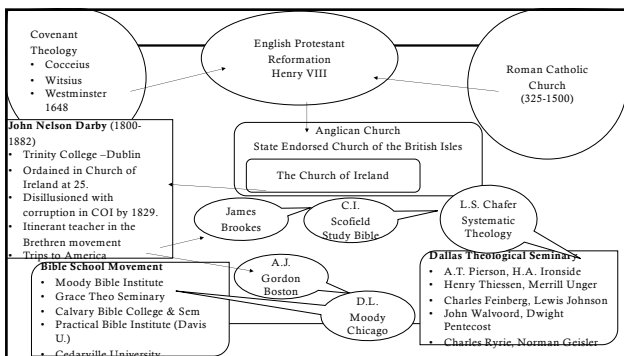 Covenant
Theology
• Cocceius
• Witsius
• Westminster
1648
English Protestant
Reformation
Henry VIII
Roman Catholic
Church
(325-1500)
John Nelson Darby (1800-
1882)
• Trinity College –Dublin
• Ordained in Church of
Ireland at 25.
• Disillusioned with
corruption in COI by 1829.
• Itinerant teacher in the
Brethren movement
• Trips to America
Anglican Church
State Endorsed Church of the British Isles
The Church of Ireland
James
Brookes
C.I.
Scofield
Study Bible
L.S. Chafer
Systematic
Theology
A.J.
Gordon
Boston
D.L.
Moody
Chicago
Bible School Movement
• Moody Bible Institute
• Grace Theo Seminary
• Calvary Bible College & Sem
• Practical Bible Institute (Davis
U.)
• Cedarville University
Dallas Theological Seminary
• A.T. Pierson, H.A. Ironside
• Henry Thiessen, Merrill Unger
• Charles Feinberg, Lewis Johnson
• John Walvoord, Dwight
Pentecost
• Charles Ryrie, Norman Geisler